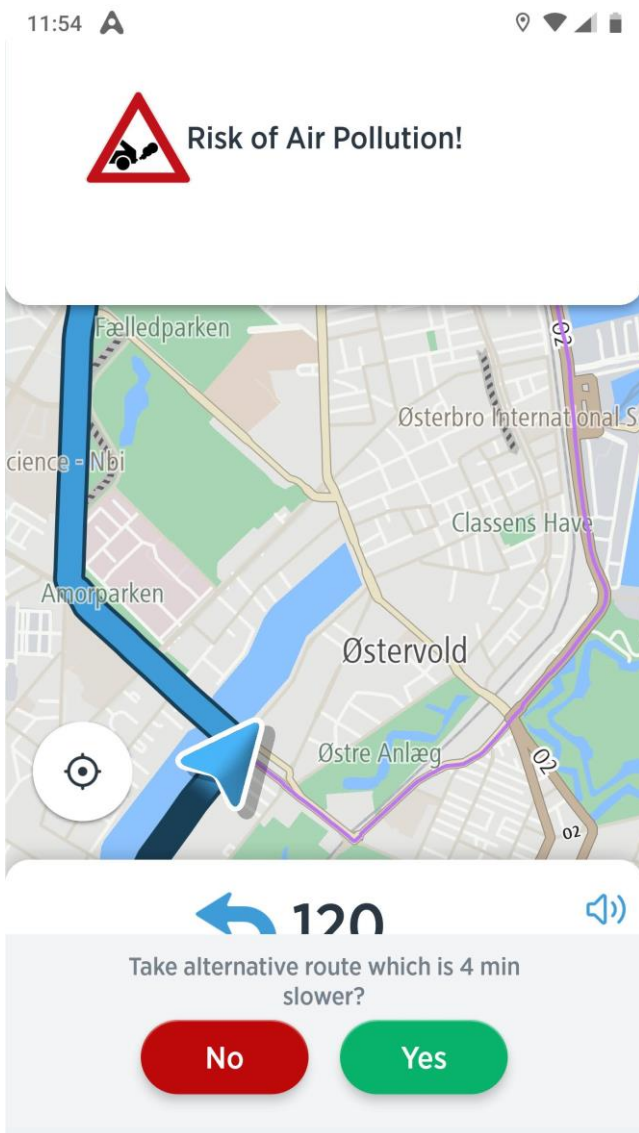 11:54
Risk of Air Pollution!
Fælledparken
02
Østerbro International S
cience - Nbi
Classens Have
Amorparken
Østervold
Østre Anlæg
02
02
120
Take alternative route which is 4 min
slower?
No
Yes